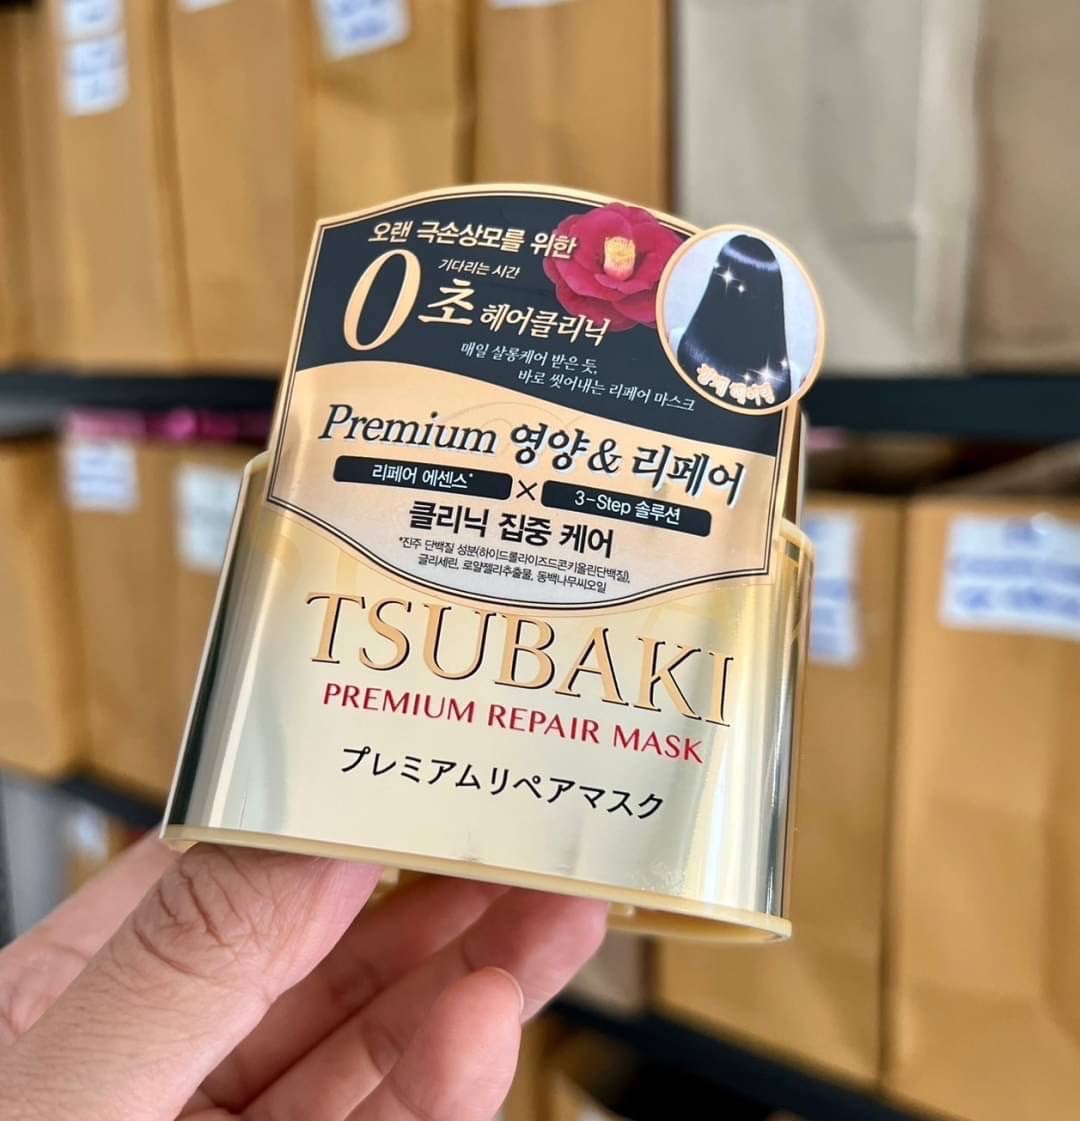 오랜 극손상모를 위한
기다리는 시간
0초 헤어클리닉
매일 살롱케어 받은 듯,
바로 씻어내는 리페어 마스크
Premium 영양 & 리페어
리페어 에센스* × 3-Step 솔루션
클리닉 집중 케어
*진주 단백질 성분(하이드롤라이즈드콘키올린단백질),
글리세린, 로얄젤리추출물, 동백나무씨오일
TSUBAKI
PREMIUM REPAIR MASK
プレミアムリペアマスク